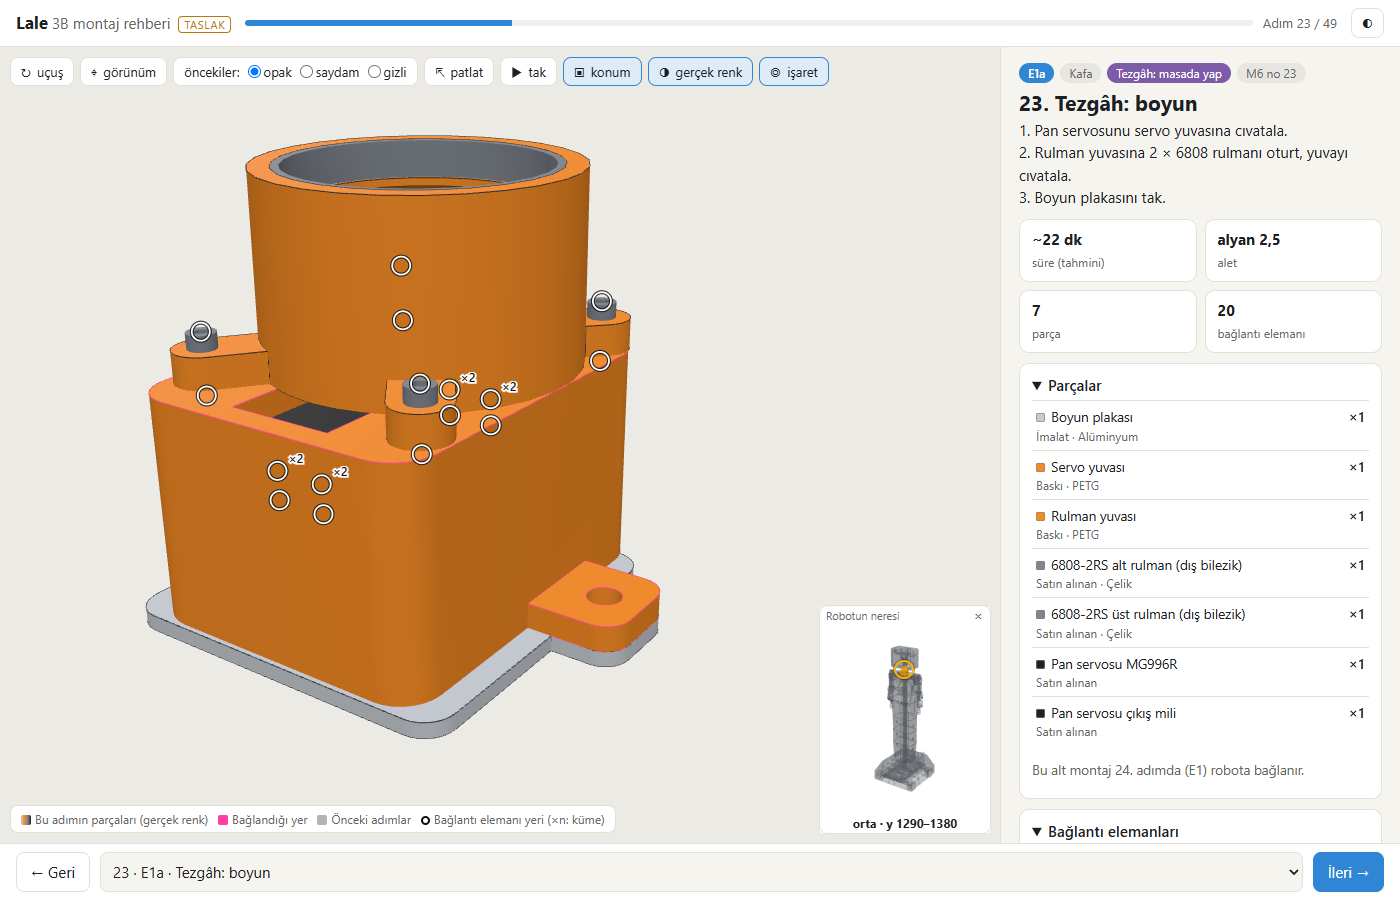 Lale 3B montaj rehberi TASLAK
Adım 23 / 49
↻ uçuş
⌖ görünüm
öncekiler: opak saydam gizli
⇱ patlat
▶ tak
▣ konum
◑ gerçek renk
◎ işaret
×2
×2
×2
×2
Robotun neresi ×
orta · y 1290–1380
Bu adımın parçaları (gerçek renk) Bağlandığı yer Önceki adımlar Bağlantı elemanı yeri (×n: küme)
E1a Kafa Tezgâh: masada yap M6 no 23
23. Tezgâh: boyun
1. Pan servosunu servo yuvasına cıvatala.
2. Rulman yuvasına 2 × 6808 rulmanı oturt, yuvayı
cıvatala.
3. Boyun plakasını tak.
~22 dk
süre (tahmini)
alyan 2,5
alet
7
parça
20
bağlantı elemanı
▼ Parçalar
Boyun plakası ×1
İmalat · Alüminyum
Servo yuvası ×1
Baskı · PETG
Rulman yuvası ×1
Baskı · PETG
6808-2RS alt rulman (dış bilezik) ×1
Satın alınan · Çelik
6808-2RS üst rulman (dış bilezik) ×1
Satın alınan · Çelik
Pan servosu MG996R ×1
Satın alınan
Pan servosu çıkış mili ×1
Satın alınan
Bu alt montaj 24. adımda (E1) robota bağlanır.
▼ Bağlantı elemanları
← Geri
23 · E1a · Tezgâh: boyun
İleri →